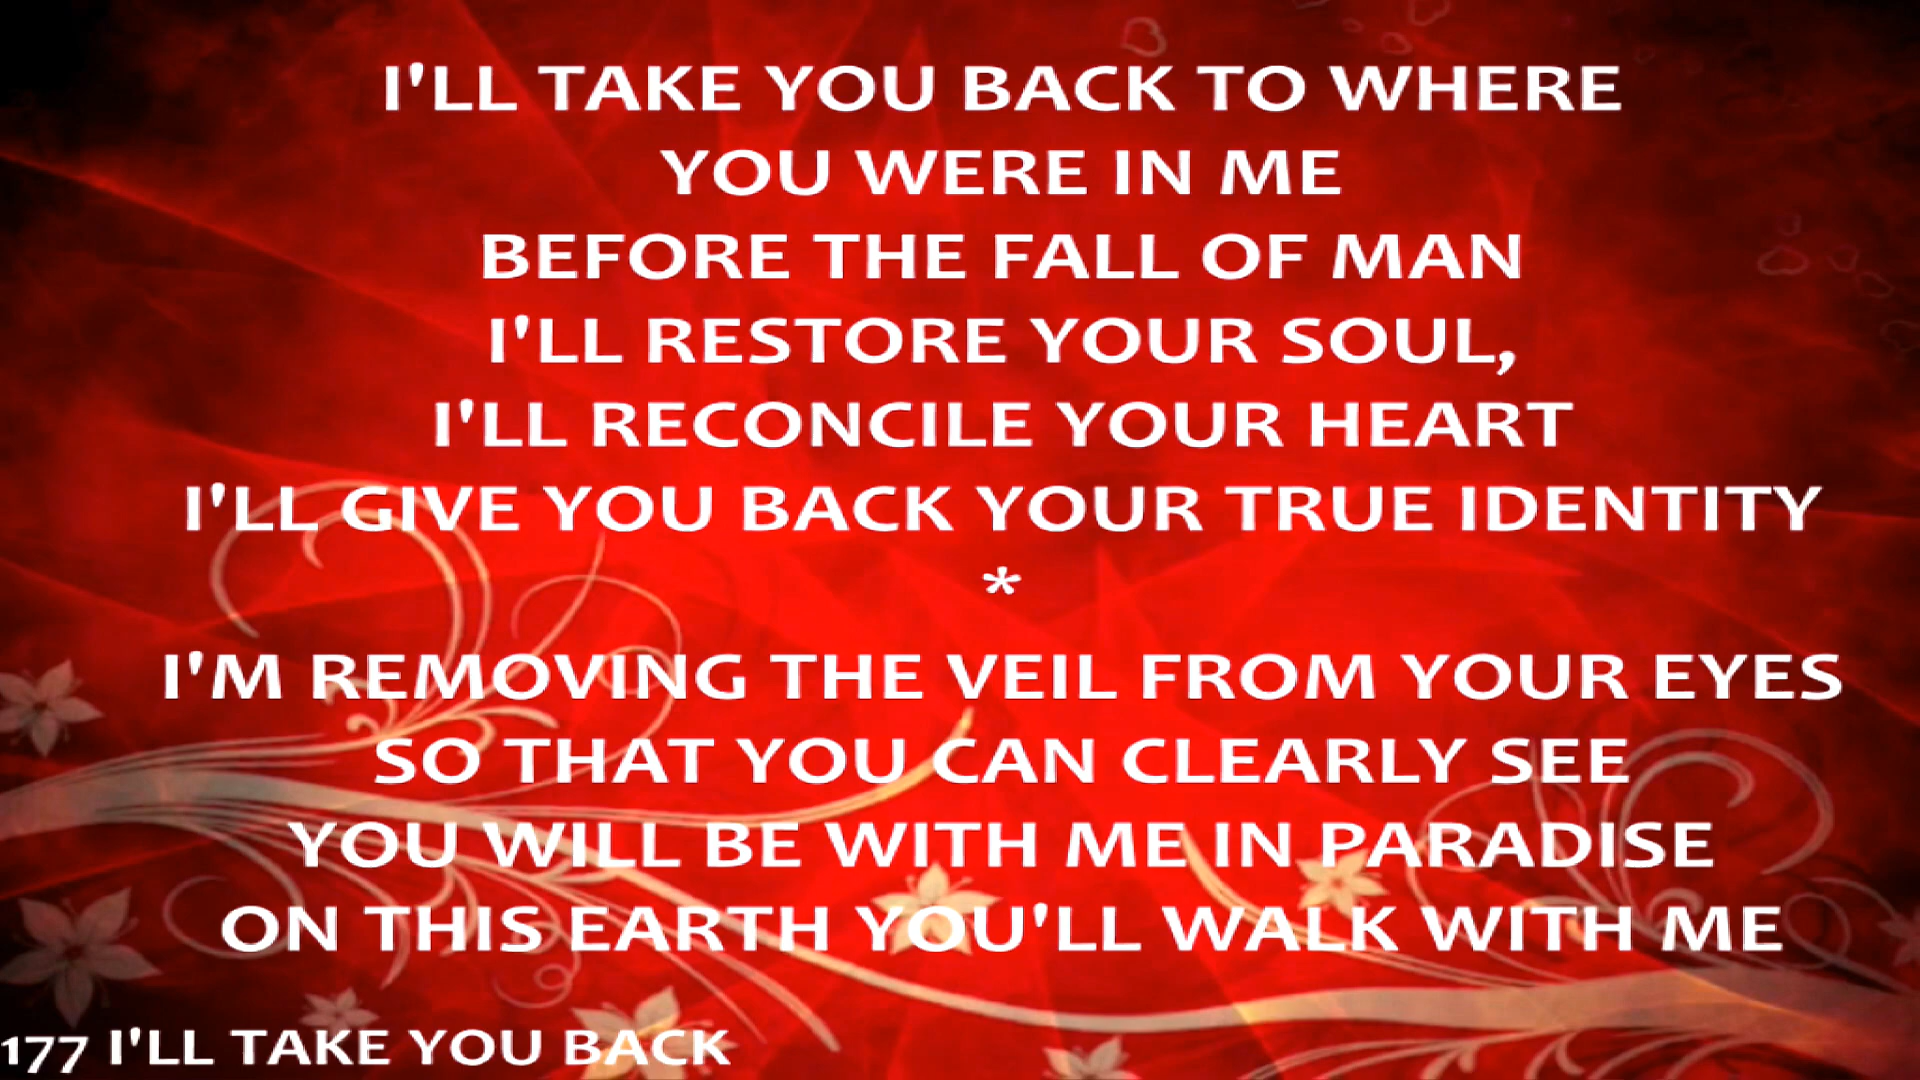 I'LL TAKE YOU BACK TO WHERE
YOU WERE IN ME
BEFORE THE FALL OF MAN
I'LL RESTORE YOUR SOUL,
I'LL RECONCILE YOUR HEART
I'LL GIVE YOU BACK YOUR TRUE IDENTITY
*
I'M REMOVING THE VEIL FROM YOUR EYES
SO THAT YOU CAN CLEARLY SEE
YOU WILL BE WITH ME IN PARADISE
ON THIS EARTH YOU'LL WALK WITH ME
177 I'LL TAKE YOU BACK